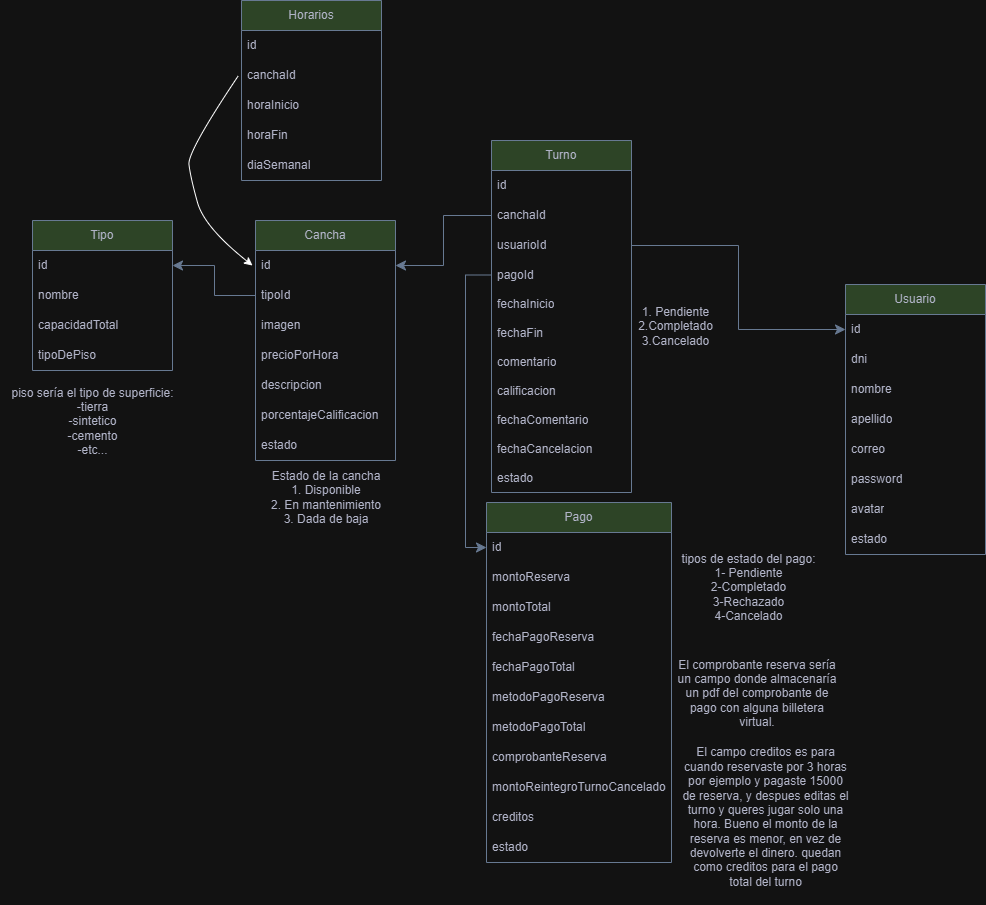 Horarios
id
canchaId
horaInicio
horaFin
diaSemanal
Tipo
id
nombre
capacidadTotal
tipoDePiso
piso sería el tipo de superficie:
-tierra
-sintetico
-cemento
-etc...
Cancha
id
tipoId
imagen
precioPorHora
descripcion
porcentajeCalificacion
estado
Estado de la cancha
1. Disponible
2. En mantenimiento
3. Dada de baja
Turno
id
canchaId
usuarioId
pagoId
fechaInicio
fechaFin
comentario
calificacion
fechaComentario
fechaCancelacion
estado
1. Pendiente
2.Completado
3.Cancelado
Usuario
id
dni
nombre
apellido
correo
password
avatar
estado
Pago
id
montoReserva
montoTotal
fechaPagoReserva
fechaPagoTotal
metodoPagoReserva
metodoPagoTotal
comprobanteReserva
montoReintegroTurnoCancelado
creditos
estado
tipos de estado del pago:
1- Pendiente
2-Completado
3-Rechazado
4-Cancelado
El comprobante reserva sería
un campo donde almacenaría
un pdf del comprobante de
pago con alguna billetera
virtual.
El campo creditos es para
cuando reservaste por 3 horas
por ejemplo y pagaste 15000
de reserva, y despues editas el
turno y queres jugar solo una
hora. Bueno el monto de la
reserva es menor, en vez de
devolverte el dinero. quedan
como creditos para el pago
total del turno